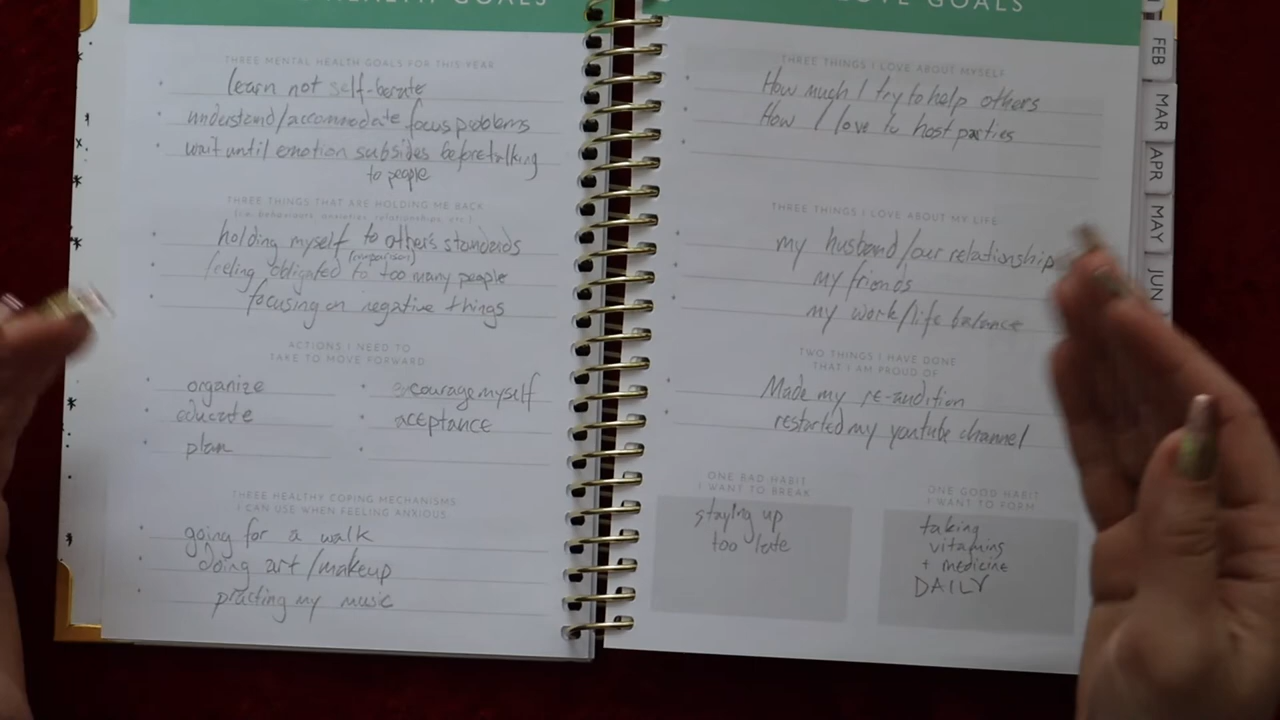 HEALTH GOALS
THREE MENTAL HEALTH GOALS FOR THIS YEAR
learn not self-berate
understand/accommodate focus problems
wait until emotion subsides before talking
to people
THREE THINGS THAT ARE HOLDING ME BACK
(i.e. behaviours, anxieties, relationships, etc.)
holding myself to other's standards
(comparison)
feeling obligated to too many people
focusing on negative things
ACTIONS I NEED TO
TAKE TO MOVE FORWARD
organize
educate
plan
encourage myself
aceptance
THREE HEALTHY COPING MECHANISMS
I CAN USE WHEN FEELING ANXIOUS
going for a walk
doing art/makeup
practing my music
LOVE GOALS
THREE THINGS I LOVE ABOUT MYSELF
How much I try to help others
How I love to host parties
THREE THINGS I LOVE ABOUT MY LIFE
my husband/our relationship
my friends
my work/life balance
TWO THINGS I HAVE DONE
THAT I AM PROUD OF
Made my re-audition
restarted my youtube channel
ONE BAD HABIT
I WANT TO BREAK
staying up
too late
ONE GOOD HABIT
I WANT TO FORM
taking
vitamins
+ medicine
DAILY
FEB
MAR
APR
MAY
JUN